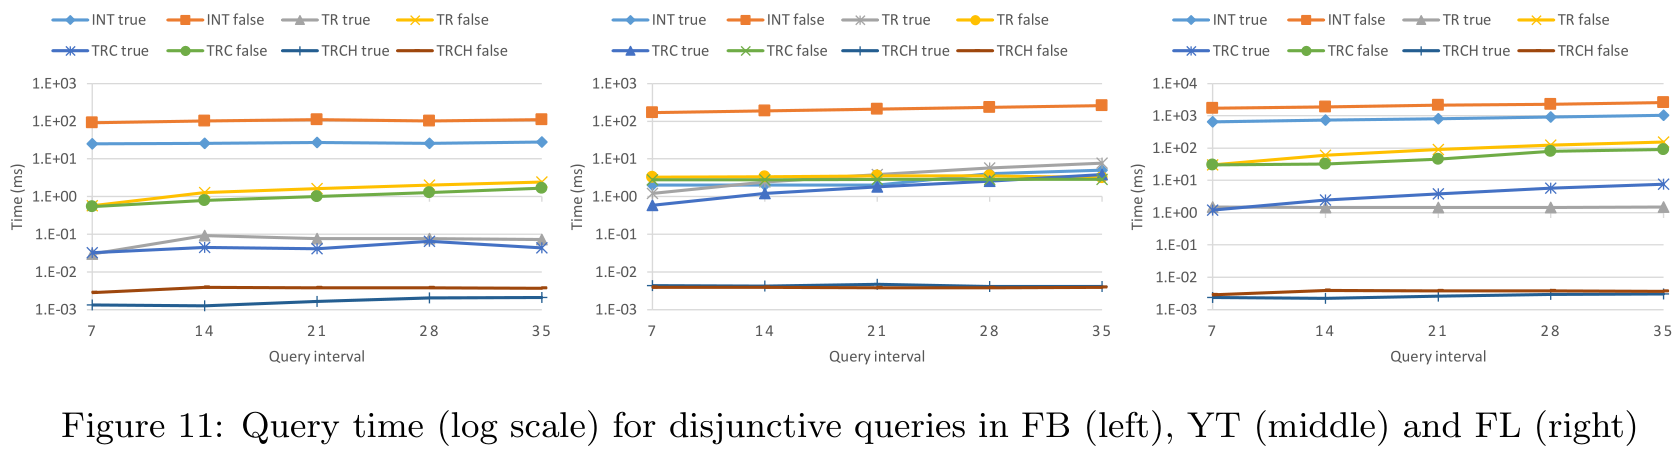 INT true INT false TR true TR false
TRC true TRC false TRCH true TRCH false
1.E+03
1.E+02
1.E+01
1.E+00
1.E-01
1.E-02
1.E-03
Time (ms)
7 14 21 28 35
Query interval
INT true INT false TR true TR false
TRC true TRC false TRCH true TRCH false
1.E+03
1.E+02
1.E+01
1.E+00
1.E-01
1.E-02
1.E-03
Time (ms)
7 14 21 28 35
Query interval
INT true INT false TR true TR false
TRC true TRC false TRCH true TRCH false
1.E+04
1.E+03
1.E+02
1.E+01
1.E+00
1.E-01
1.E-02
1.E-03
Time (ms)
7 14 21 28 35
Query interval
Figure 11: Query time (log scale) for disjunctive queries in FB (left), YT (middle) and FL (right)